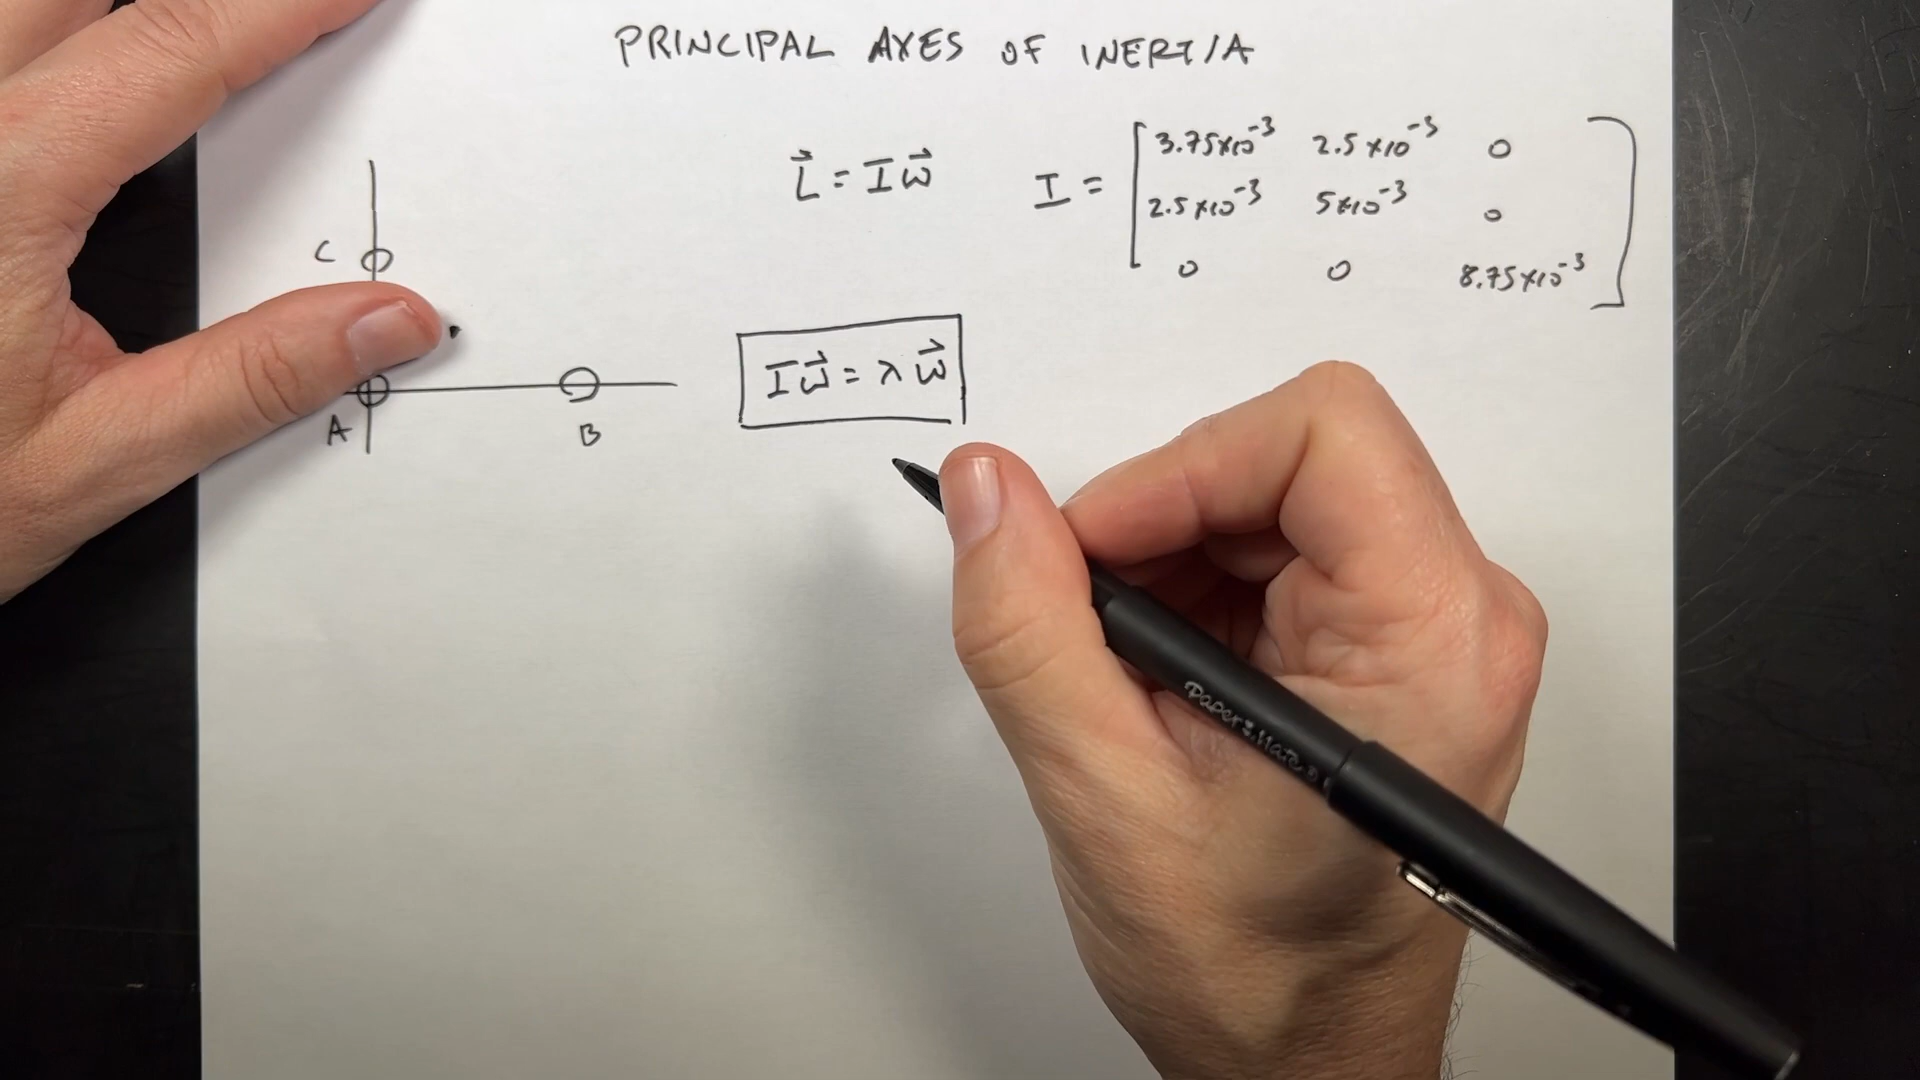 PRINCIPAL AXES OF INERTIA
L⃗ = Iω⃗
I = [ 3.75×10⁻³ 2.5×10⁻³ 0
2.5×10⁻³ 5×10⁻³ 0
0 0 8.75×10⁻³ ]
C
Iω⃗ = λω⃗
A B
Paper:Mate